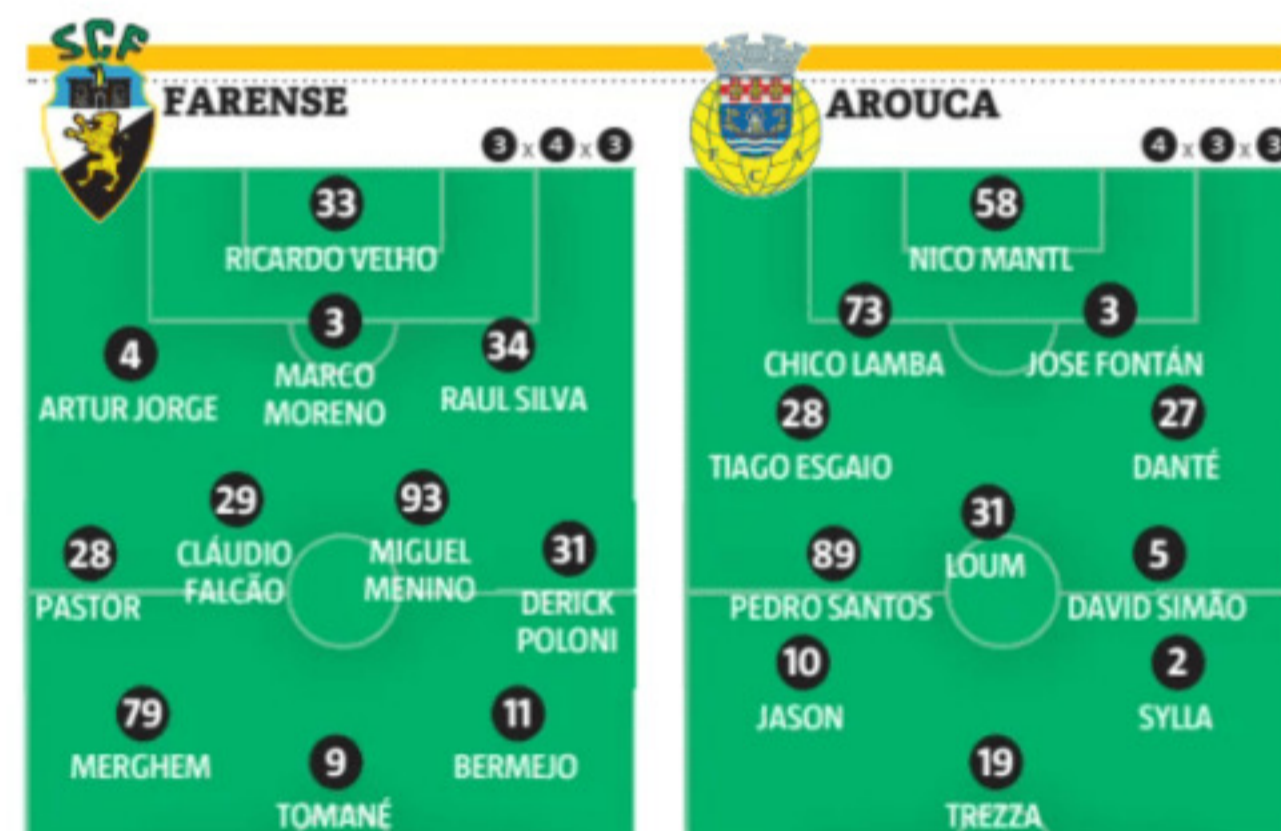 SCF
FARENSE
3 x 4 x 3
33
RICARDO VELHO
4
ARTUR JORGE
3
MARCO
MORENO
34
RAUL SILVA
28
PASTOR
29
CLÁUDIO
FALCÃO
93
MIGUEL
MENINO
31
DERICK
POLONI
79
MERGHEM
9
TOMANÉ
11
BERMEJO
F C A
AROUCA
4 x 3 x 3
58
NICO MANTL
73
CHICO LAMBA
3
JOSE FONTÁN
28
TIAGO ESGAIO
27
DANTÉ
89
PEDRO SANTOS
31
LOUM
5
DAVID SIMÃO
10
JASON
2
SYLLA
19
TREZZA